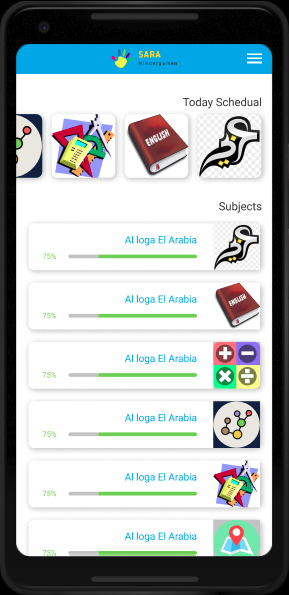 SARA
Kindergarten
Today Schedual
ENGLISH
Subjects
Al loga El Arabia
75%
Al loga El Arabia
75%
ENGLISH
Al loga El Arabia
75%
Al loga El Arabia
75%
Al loga El Arabia
75%
Al loga El Arabia
75%